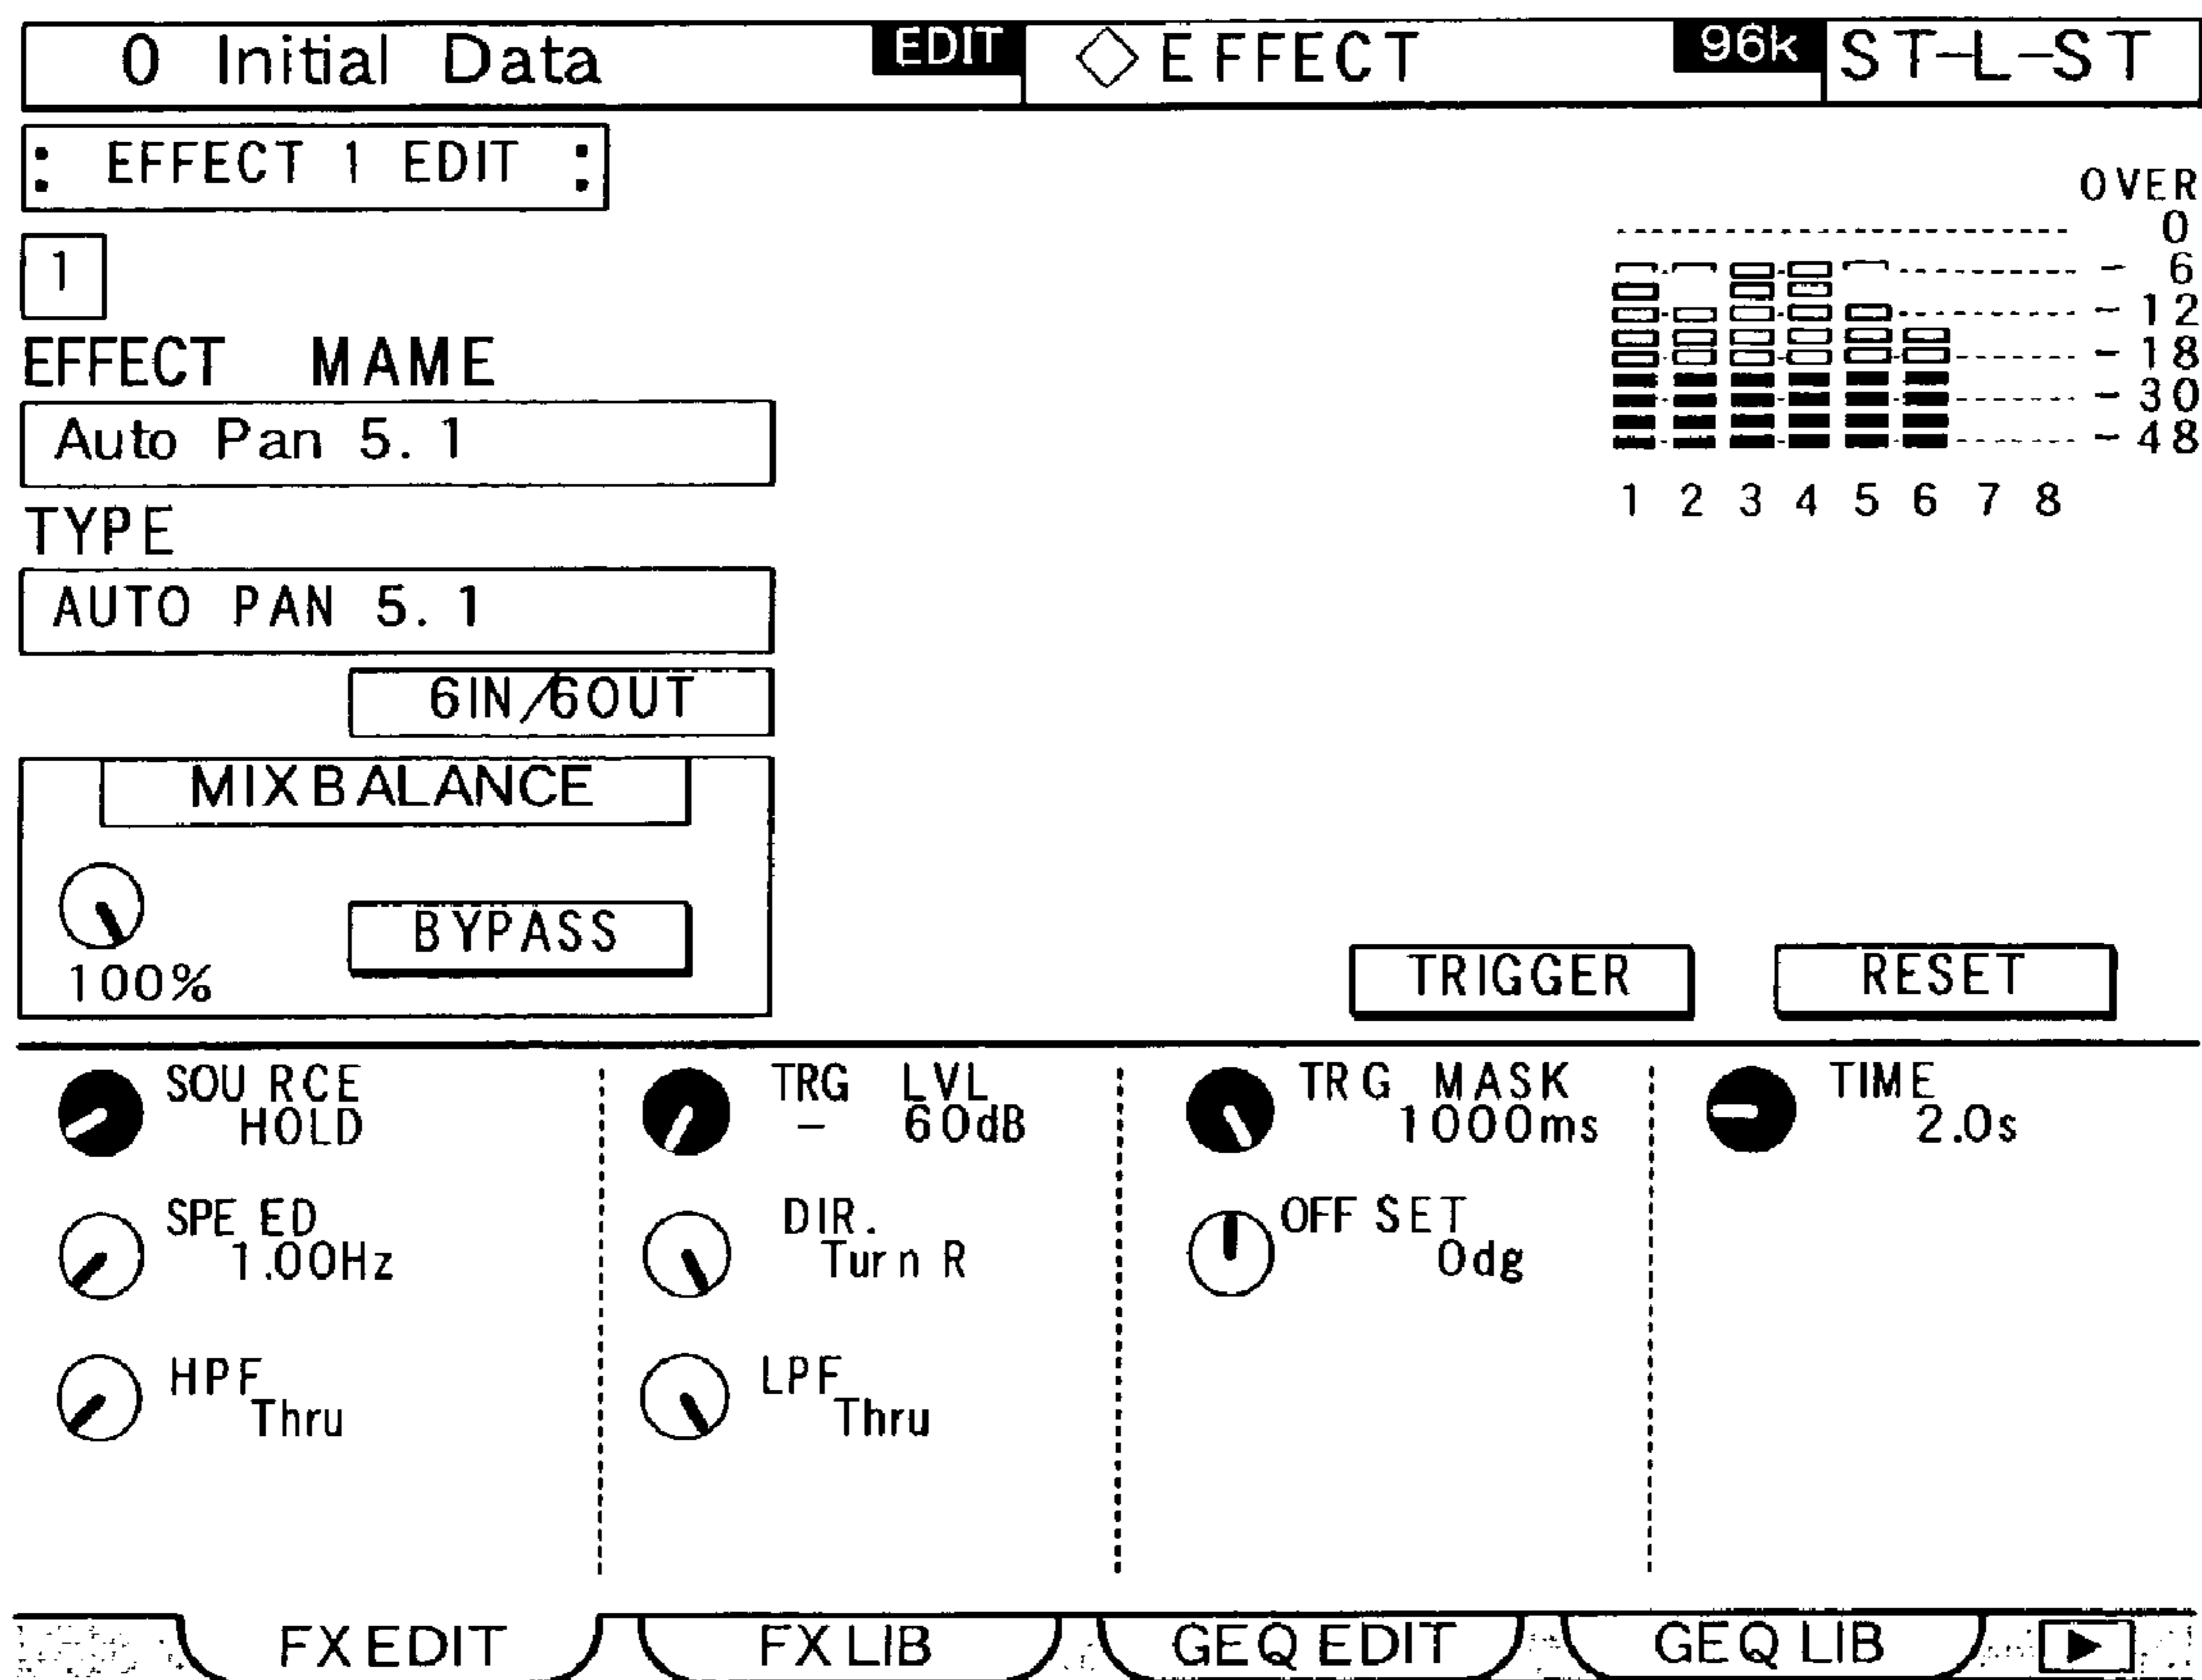 0 Initial Data EDIT ◇EFFECT 96k ST-L-ST
: EFFECT 1 EDIT :
1
EFFECT MAME
Auto Pan 5.1
TYPE
AUTO PAN 5.1
6IN/6OUT
MIX BALANCE
100%
BYPASS
OVER
0
- 6
- 12
- 18
- 30
- 48
1 2 3 4 5 6 7 8
TRIGGER
RESET
SOURCE
HOLD
TRG LVL
- 60dB
TRG MASK
1000ms
TIME
2.0s
SPEED
1.00Hz
DIR.
Turn R
OFFSET
0dg
HPF
Thru
LPF
Thru
FX EDIT FX LIB GEQ EDIT GEQ LIB